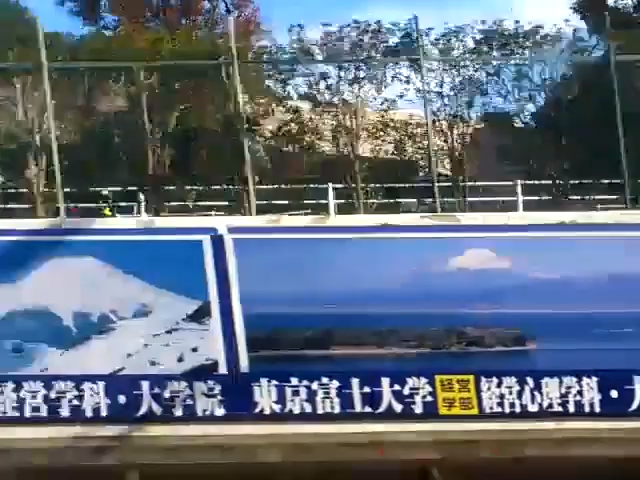 経営学科・大学院
東京富士大学 経営学部 経営心理学科・大